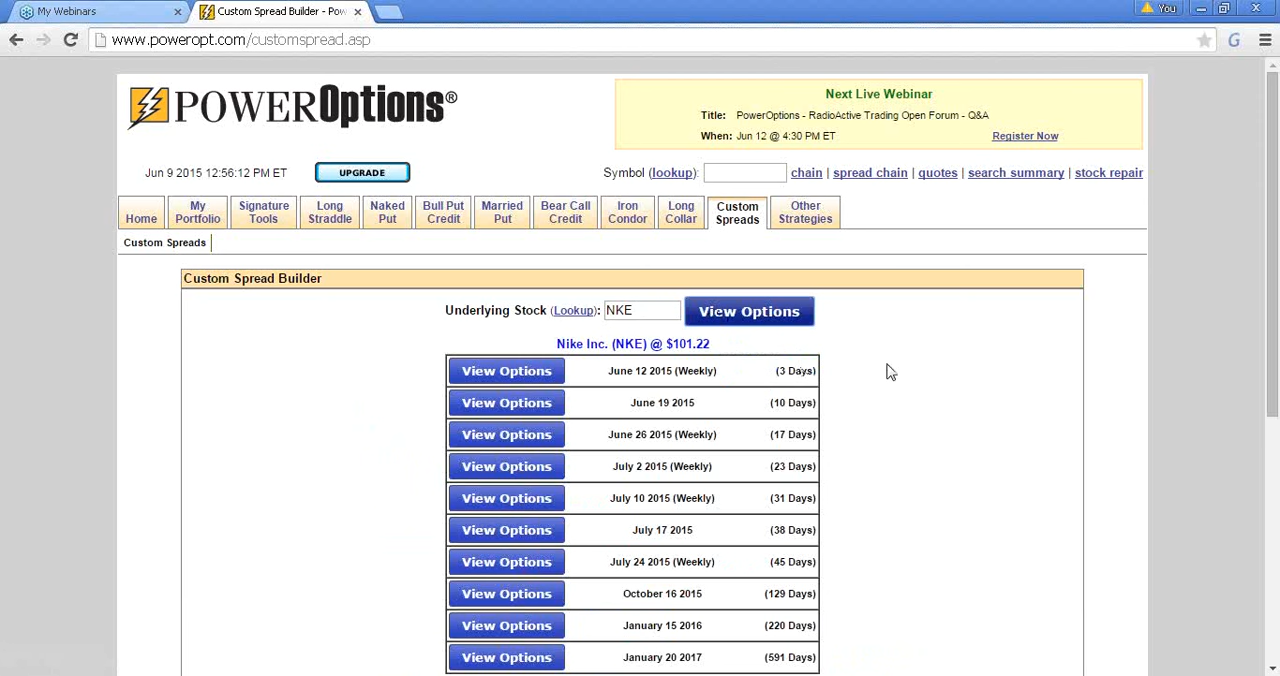 My Webinars
Custom Spread Builder - Pow
You
www.poweropt.com/customspread.asp
POWEROptions®
Next Live Webinar
Title: PowerOptions - RadioActive Trading Open Forum - Q&A
When: Jun 12 @ 4:30 PM ET Register Now
Jun 9 2015 12:56:12 PM ET UPGRADE Symbol (lookup): chain | spread chain | quotes | search summary | stock repair
Home
My Portfolio
Signature Tools
Long Straddle
Naked Put
Bull Put Credit
Married Put
Bear Call Credit
Iron Condor
Long Collar
Custom Spreads
Other Strategies
Custom Spreads
Custom Spread Builder
Underlying Stock (Lookup): NKE View Options
Nike Inc. (NKE) @ $101.22
View Options June 12 2015 (Weekly) (3 Days)
View Options June 19 2015 (10 Days)
View Options June 26 2015 (Weekly) (17 Days)
View Options July 2 2015 (Weekly) (23 Days)
View Options July 10 2015 (Weekly) (31 Days)
View Options July 17 2015 (38 Days)
View Options July 24 2015 (Weekly) (45 Days)
View Options October 16 2015 (129 Days)
View Options January 15 2016 (220 Days)
View Options January 20 2017 (591 Days)